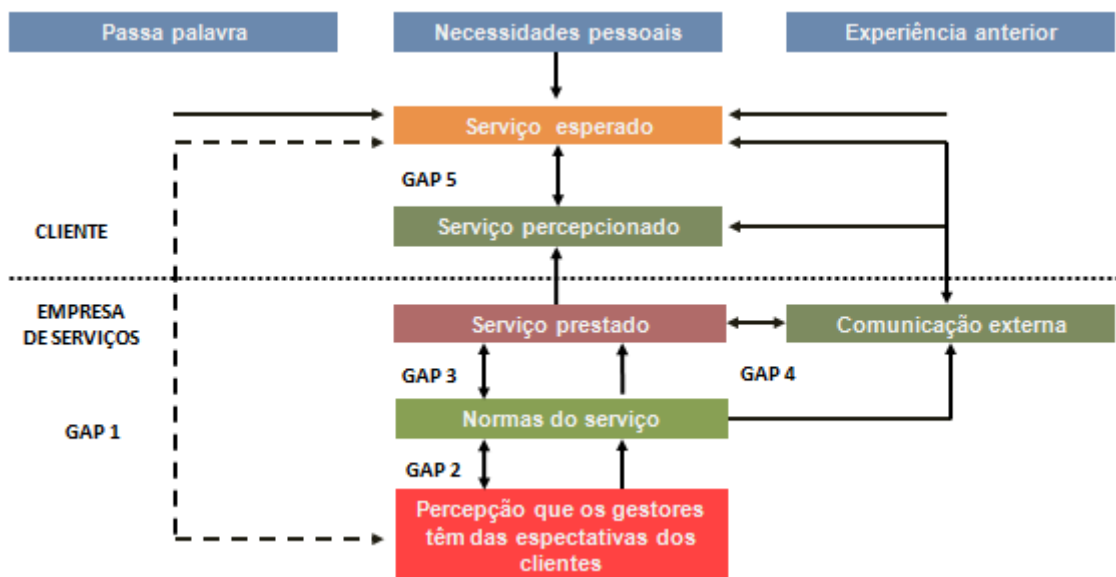 Passa palavra
Necessidades pessoais
Experiência anterior
Serviço esperado
GAP 5
Serviço percepcionado
CLIENTE
EMPRESA
DE SERVIÇOS
Serviço prestado
Comunicação externa
GAP 3
GAP 4
Normas do serviço
GAP 1
GAP 2
Percepção que os gestores
têm das espectativas dos
clientes